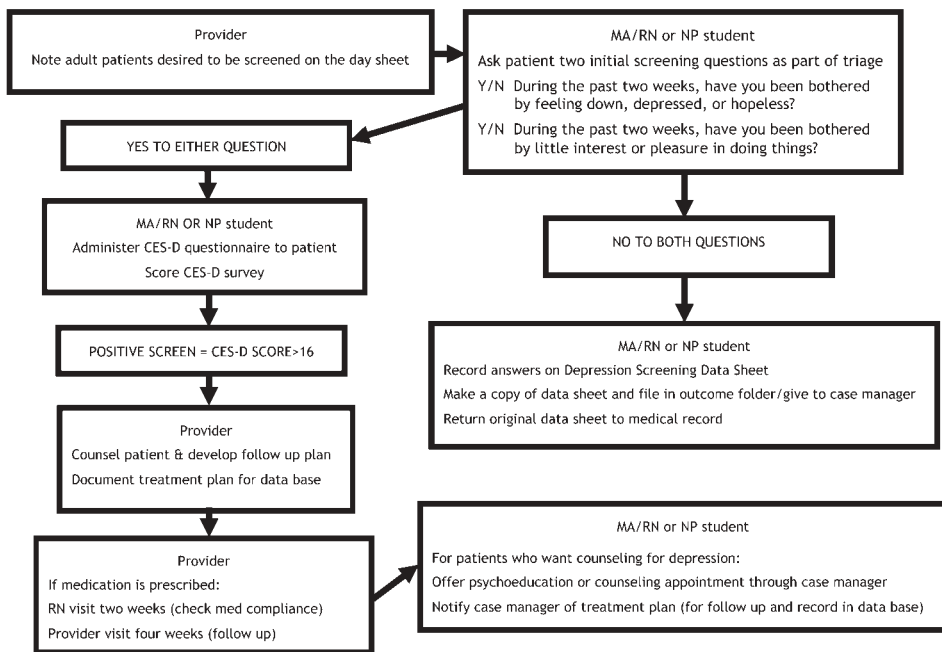 Provider
Note adult patients desired to be screened on the day sheet
MA/RN or NP student
Ask patient two initial screening questions as part of triage
Y/N During the past two weeks, have you been bothered
by feeling down, depressed, or hopeless?
Y/N During the past two weeks, have you been bothered
by little interest or pleasure in doing things?
YES TO EITHER QUESTION
MA/RN OR NP student
Administer CES-D questionnaire to patient
Score CES-D survey
NO TO BOTH QUESTIONS
POSITIVE SCREEN = CES-D SCORE>16
MA/RN or NP student
Record answers on Depression Screening Data Sheet
Make a copy of data sheet and file in outcome folder/give to case manager
Return original data sheet to medical record
Provider
Counsel patient & develop follow up plan
Document treatment plan for data base
Provider
If medication is prescribed:
RN visit two weeks (check med compliance)
Provider visit four weeks (follow up)
MA/RN or NP student
For patients who want counseling for depression:
Offer psychoeducation or counseling appointment through case manager
Notify case manager of treatment plan (for follow up and record in data base)